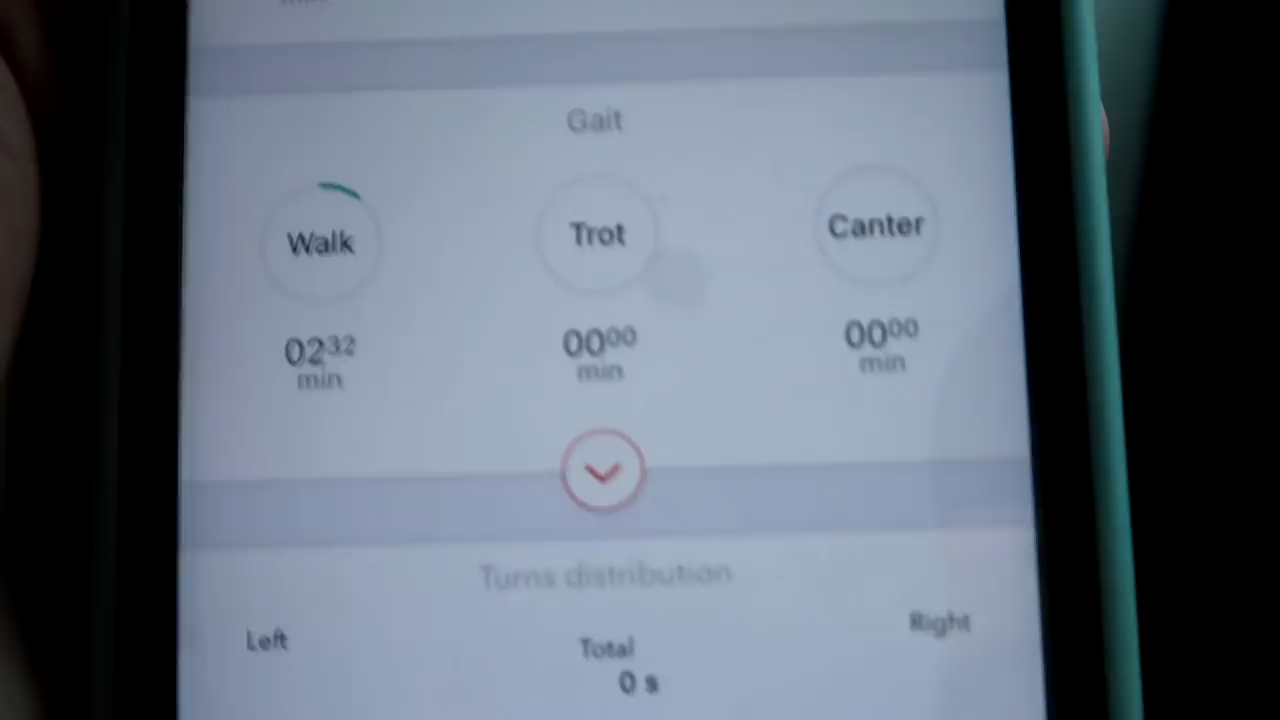 Gait
Walk Trot Canter
02³² 00⁰⁰ 00⁰⁰
min min min
Turns distribution
Left Total Right
0 s